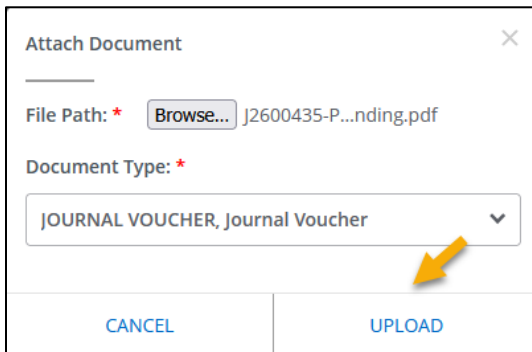 Attach Document
File Path: * Browse... J2600435-P...nding.pdf
Document Type: *
JOURNAL VOUCHER, Journal Voucher
CANCEL UPLOAD